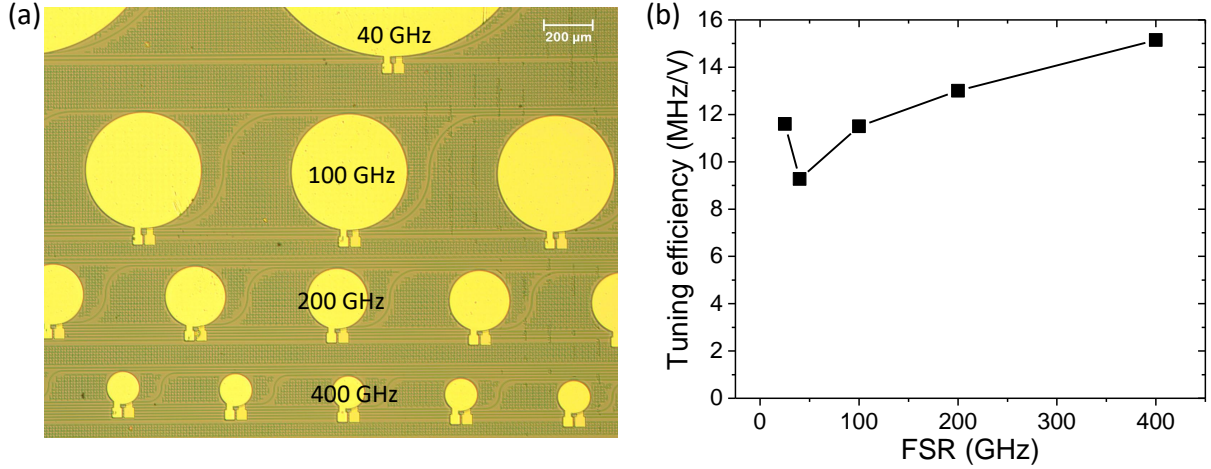 (a)
40 GHz
200 µm
100 GHz
200 GHz
400 GHz
(b)
16
14
12
10
8
6
4
2
0
Tuning efficiency (MHz/V)
0
100
200
300
400
FSR (GHz)